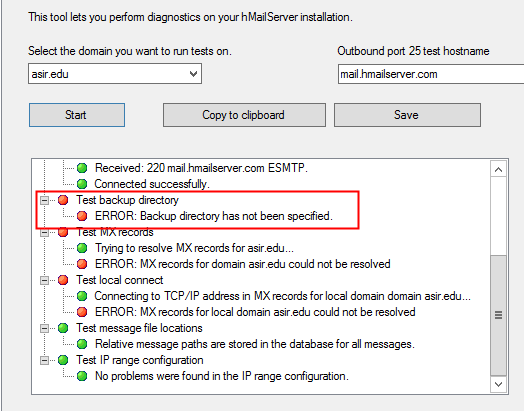 This tool lets you perform diagnostics on your hMailServer installation.
Select the domain you want to run tests on.
Outbound port 25 test hostname
asir.edu
mail.hmailserver.com
Start
Copy to clipboard
Save
Received: 220 mail.hmailserver.com ESMTP.
Connected successfully.
Test backup directory
ERROR: Backup directory has not been specified.
Test MX records
Trying to resolve MX records for asir.edu...
ERROR: MX records for domain asir.edu could not be resolved
Test local connect
Connecting to TCP/IP address in MX records for local domain domain asir.edu...
ERROR: MX records for local domain asir.edu could not be resolved
Test message file locations
Relative message paths are stored in the database for all messages.
Test IP range configuration
No problems were found in the IP range configuration.